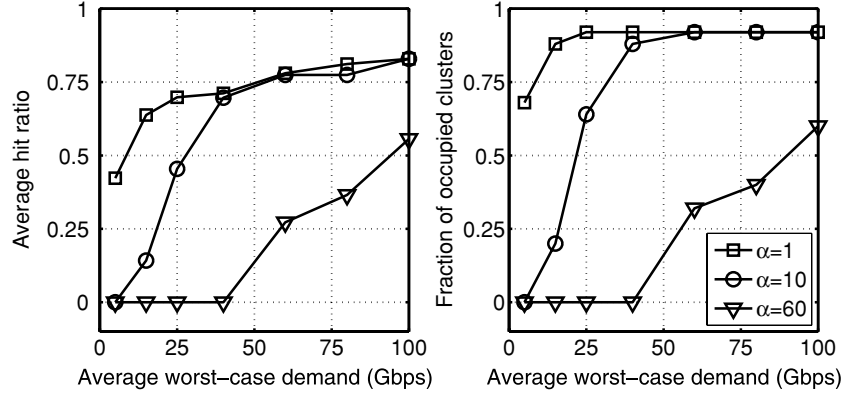 1
0.75
0.5
0.25
0
0 25 50 75 100
Average hit ratio
Average worst–case demand (Gbps)
1
0.75
0.5
0.25
0
0 25 50 75 100
Fraction of occupied clusters
Average worst–case demand (Gbps)
α=1
α=10
α=60